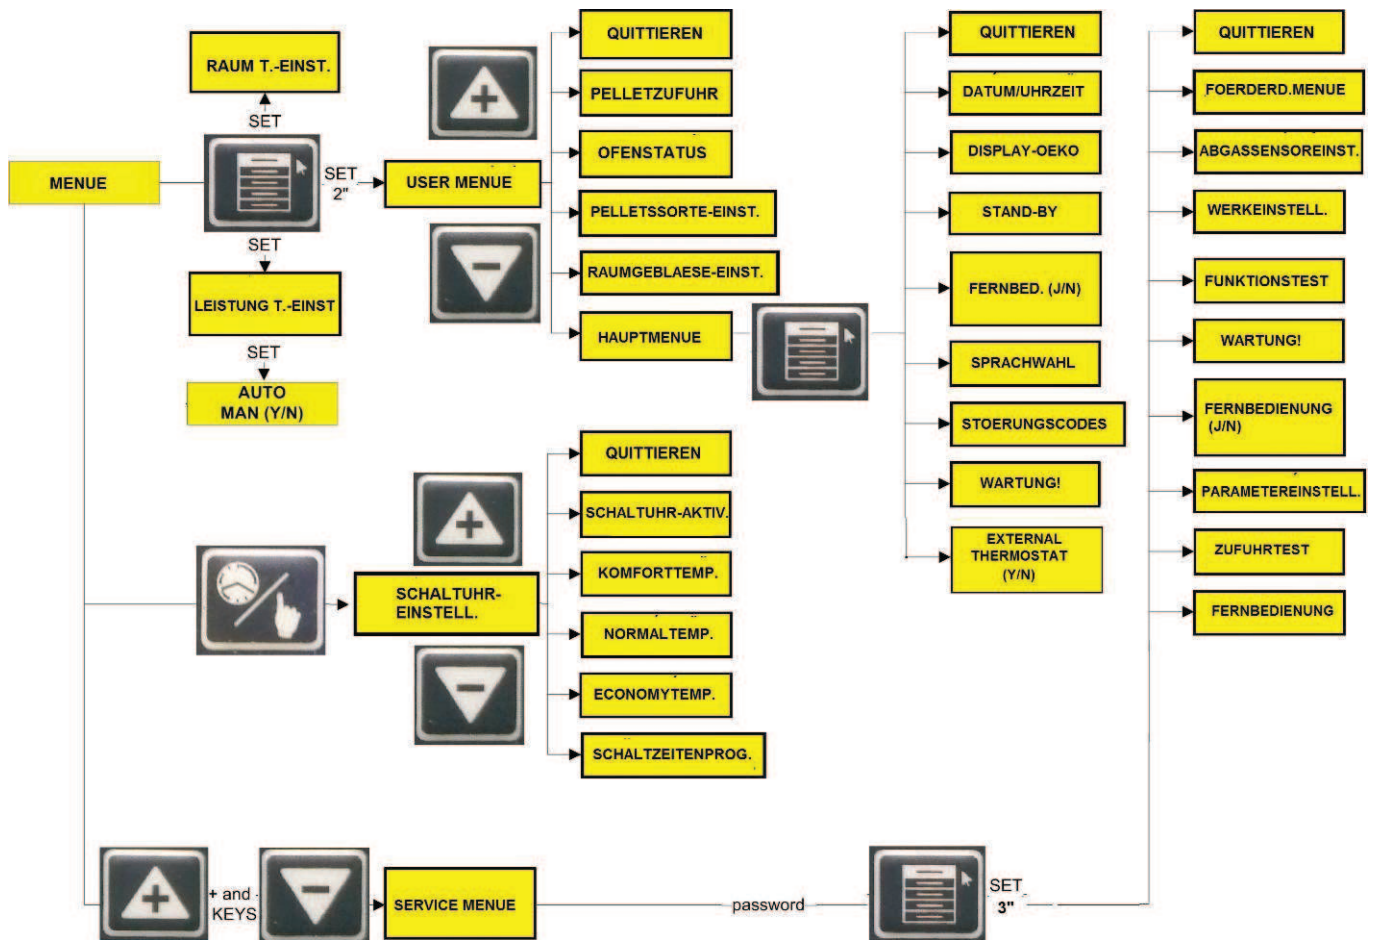 MENUE
RAUM T.-EINST.
SET
SET
2"
SET
LEISTUNG T.-EINST
SET
AUTO
MAN (Y/N)
USER MENUE
QUITTIEREN
PELLETZUFUHR
OFENSTATUS
PELLETSSORTE-EINST.
RAUMGEBLAESE-EINST.
HAUPTMENUE
QUITTIEREN
DATUM/UHRZEIT
DISPLAY-OEKO
STAND-BY
FERNBED. (J/N)
SPRACHWAHL
STOERUNGSCODES
WARTUNG!
EXTERNAL
THERMOSTAT
(Y/N)
SCHALTUHR-
EINSTELL.
QUITTIEREN
SCHALTUHR-AKTIV.
KOMFORTTEMP.
NORMALTEMP.
ECONOMYTEMP.
SCHALTZEITENPROG.
+ and -
KEYS
SERVICE MENUE
password
SET
3"
QUITTIEREN
FOERDERD.MENUE
ABGASSENSOREINST.
WERKEINSTELL.
FUNKTIONSTEST
WARTUNG!
FERNBEDIENUNG
(J/N)
PARAMETEREINSTELL.
ZUFUHRTEST
FERNBEDIENUNG